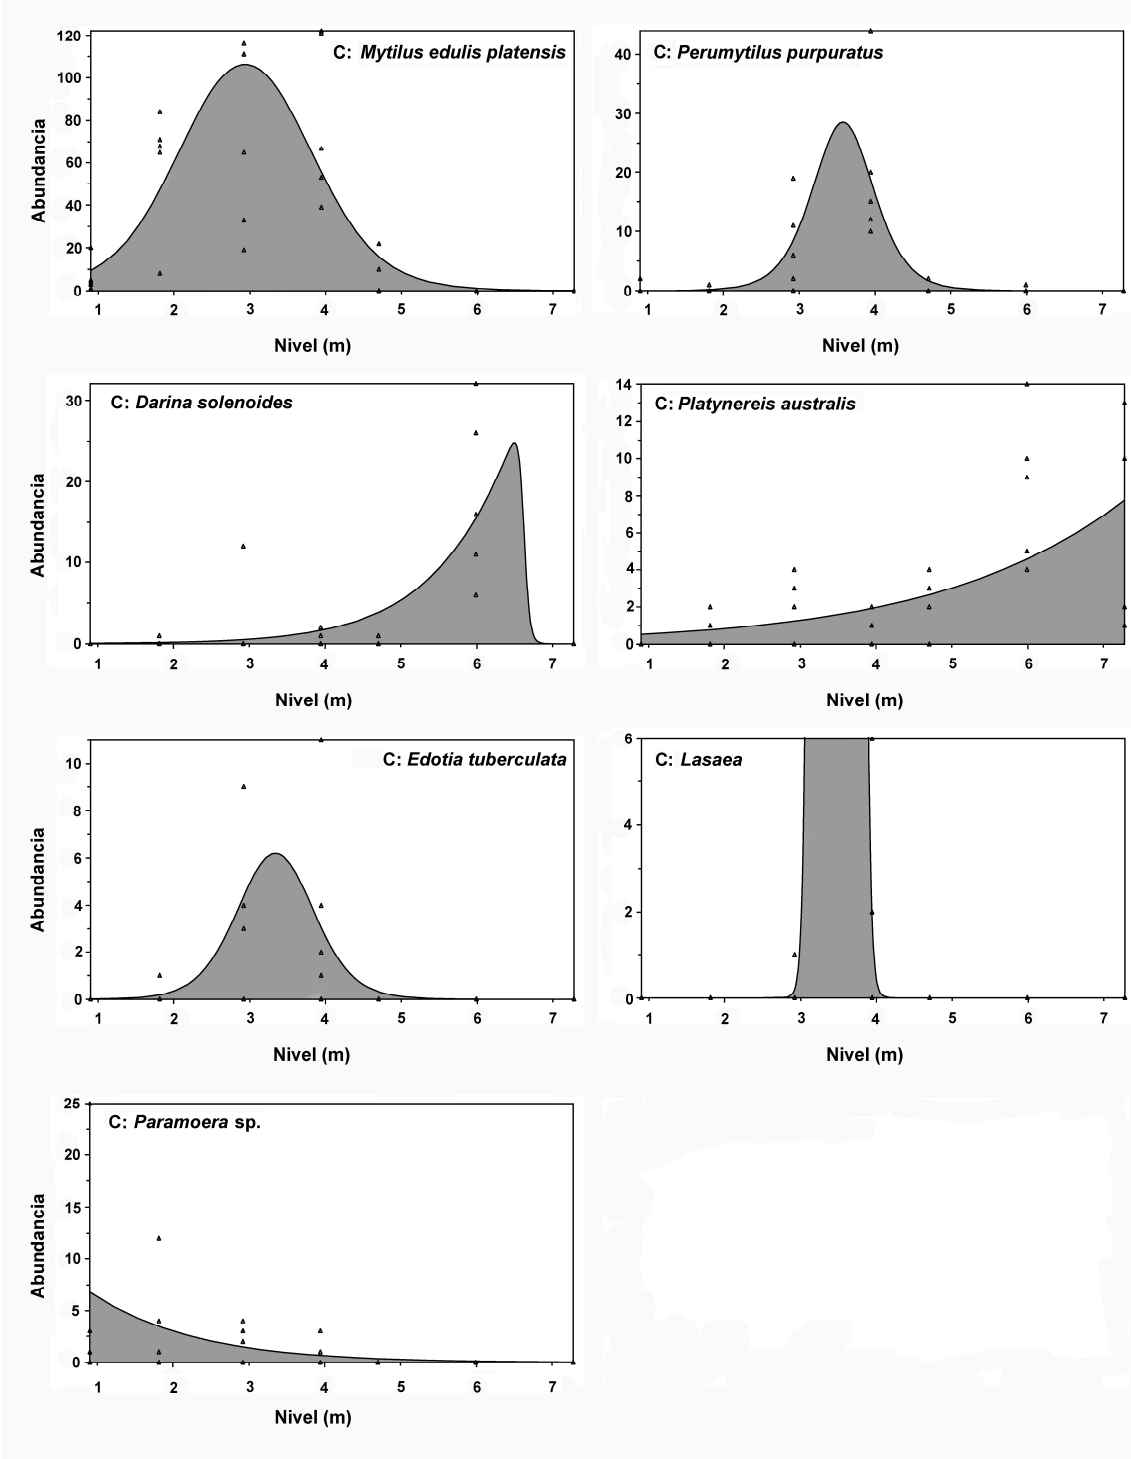 C: Mytilus edulis platensis
120
100
80
60
40
20
0
Abundancia
1 2 3 4 5 6 7
Nivel (m)
C: Perumytilus purpuratus
40
30
20
10
0
1 2 3 4 5 6 7
Nivel (m)
C: Darina solenoides
30
20
10
0
Abundancia
1 2 3 4 5 6 7
Nivel (m)
C: Platynereis australis
14
12
10
8
6
4
2
0
1 2 3 4 5 6 7
Nivel (m)
C: Edotia tuberculata
10
8
6
4
2
0
Abundancia
1 2 3 4 5 6 7
Nivel (m)
C: Lasaea
6
4
2
0
1 2 3 4 5 6 7
Nivel (m)
C: Paramoera sp.
25
20
15
10
5
0
Abundancia
1 2 3 4 5 6 7
Nivel (m)